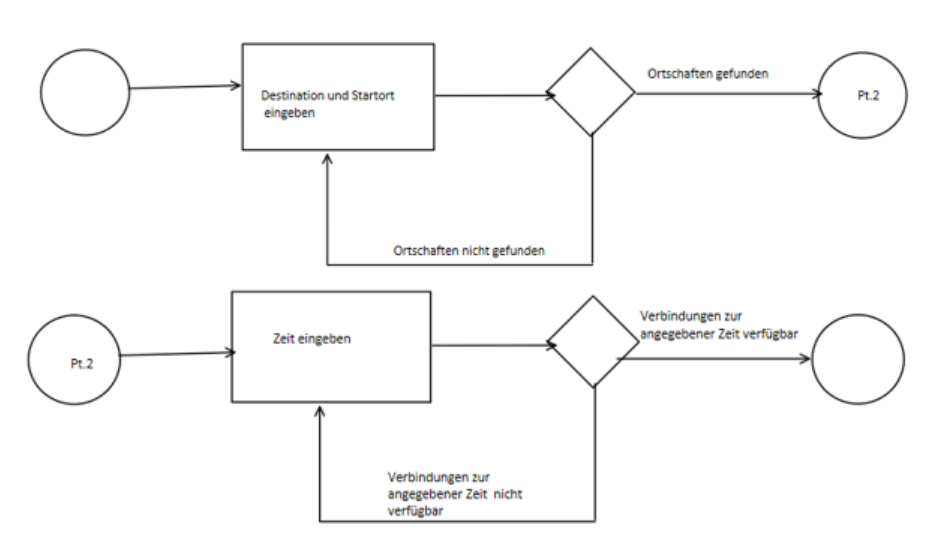 Destination und Startort
eingeben
Ortschaften gefunden
Pt.2
Ortschaften nicht gefunden
Pt.2
Zeit eingeben
Verbindungen zur
angegebener Zeit verfügbar
Verbindungen zur
angegebener Zeit nicht
verfügbar